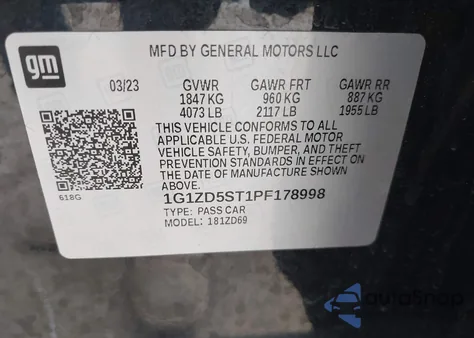 gm
MFD BY GENERAL MOTORS LLC
03/23 GVWR GAWR FRT GAWR RR
1847 KG 960 KG 887 KG
4073 LB 2117 LB 1955 LB
THIS VEHICLE CONFORMS TO ALL
APPLICABLE U.S. FEDERAL MOTOR
VEHICLE SAFETY, BUMPER, AND THEFT
PREVENTION STANDARDS IN EFFECT ON
THE DATE OF MANUFACTURE SHOWN
ABOVE.
618G
1G1ZD5ST1PF178998
TYPE: PASS CAR
MODEL: 181ZD69
autoSnap